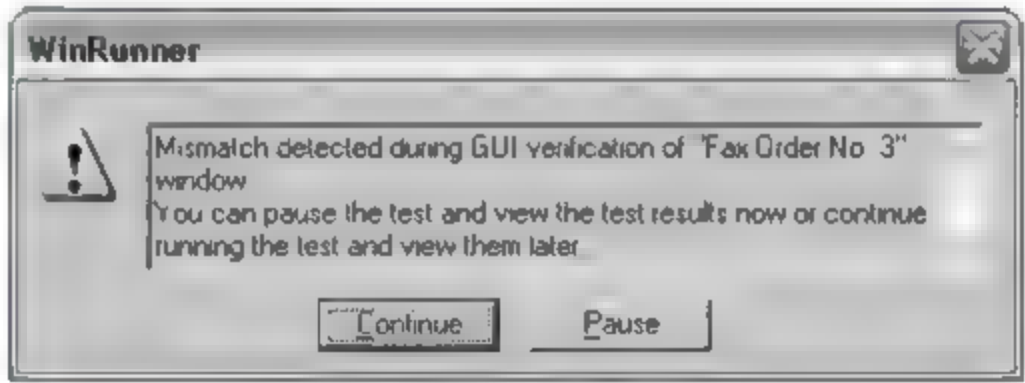 WinRunner
Mismatch detected during GUI verification of "Fax Order No. 3"
window.
You can pause the test and view the test results now or continue
running the test and view them later.
Continue Pause